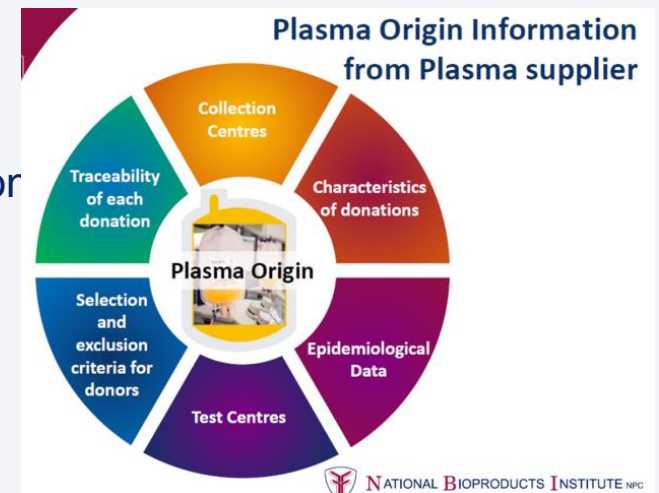 Plasma Origin Information
from Plasma supplier
Collection
Centres
Characteristics
of donations
Epidemiological
Data
Test Centres
Selection
and
exclusion
criteria for
donors
Traceability
of each
donation
Plasma Origin
or
NATIONAL BIOPRODUCTS INSTITUTE NPC